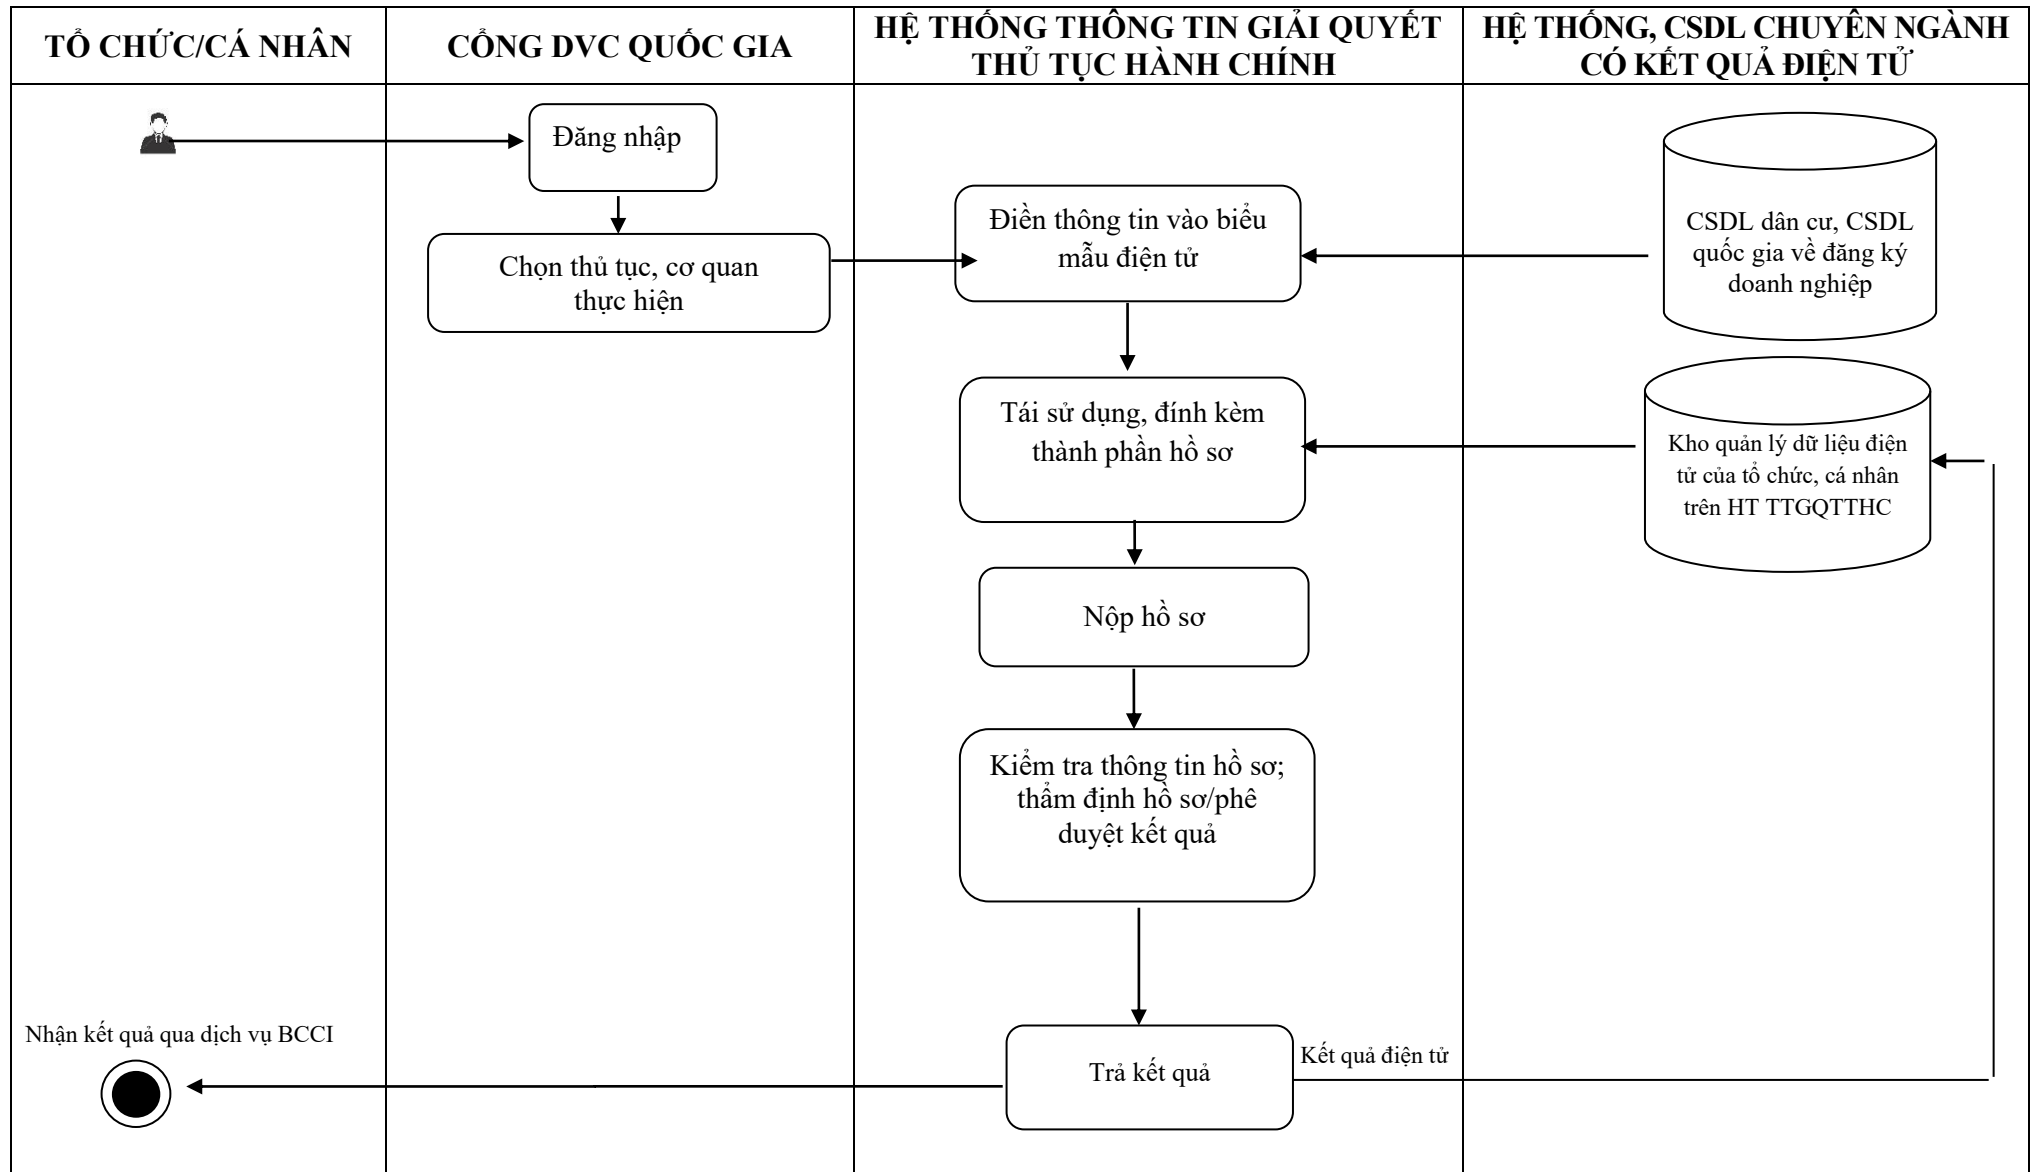 TỔ CHỨC/CÁ NHÂN
CỔNG DVC QUỐC GIA
HỆ THỐNG THÔNG TIN GIẢI QUYẾT
THỦ TỤC HÀNH CHÍNH
HỆ THỐNG, CSDL CHUYÊN NGÀNH
CÓ KẾT QUẢ ĐIỆN TỬ
Đăng nhập
Chọn thủ tục, cơ quan
thực hiện
Điền thông tin vào biểu
mẫu điện tử
CSDL dân cư, CSDL
quốc gia về đăng ký
doanh nghiệp
Tái sử dụng, đính kèm
thành phần hồ sơ
Kho quản lý dữ liệu điện
tử của tổ chức, cá nhân
trên HT TTGQTTHC
Nộp hồ sơ
Kiểm tra thông tin hồ sơ;
thẩm định hồ sơ/phê
duyệt kết quả
Nhận kết quả qua dịch vụ BCCI
Trả kết quả
Kết quả điện tử